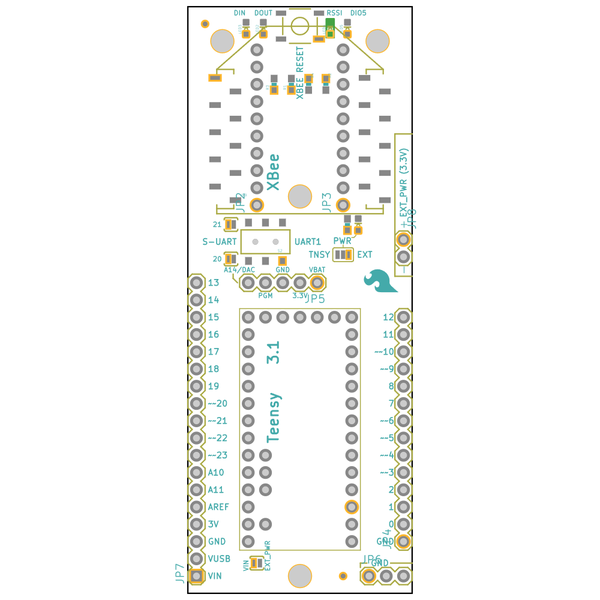 DIN DOUT RSSI DIO5
XBEE RESET
XBee
JP2
JP3
EXT_PWR (3.3V)
JP8
+
-
21
S-UART UART1
20
PWR
TNSY EXT
A14/DAC GND VBAT
PGM 3.3V
JP5
13
14
15
16
17
18
19
--20
--21
--22
--23
A10
A11
AREF
3V
GND
VUSB
VIN
JP7
Teensy 3.1
12
11
--10
--9
8
7
--6
--5
--4
--3
2
1
0
GND
JP4
JP6
GND
VIN
EXT_PWR